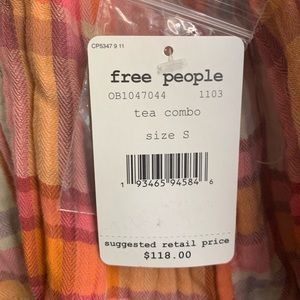 CP5347 9 11
free people
OB1047044 1103
tea combo
size S
1 93465 94584 6
suggested retail price
$118.00